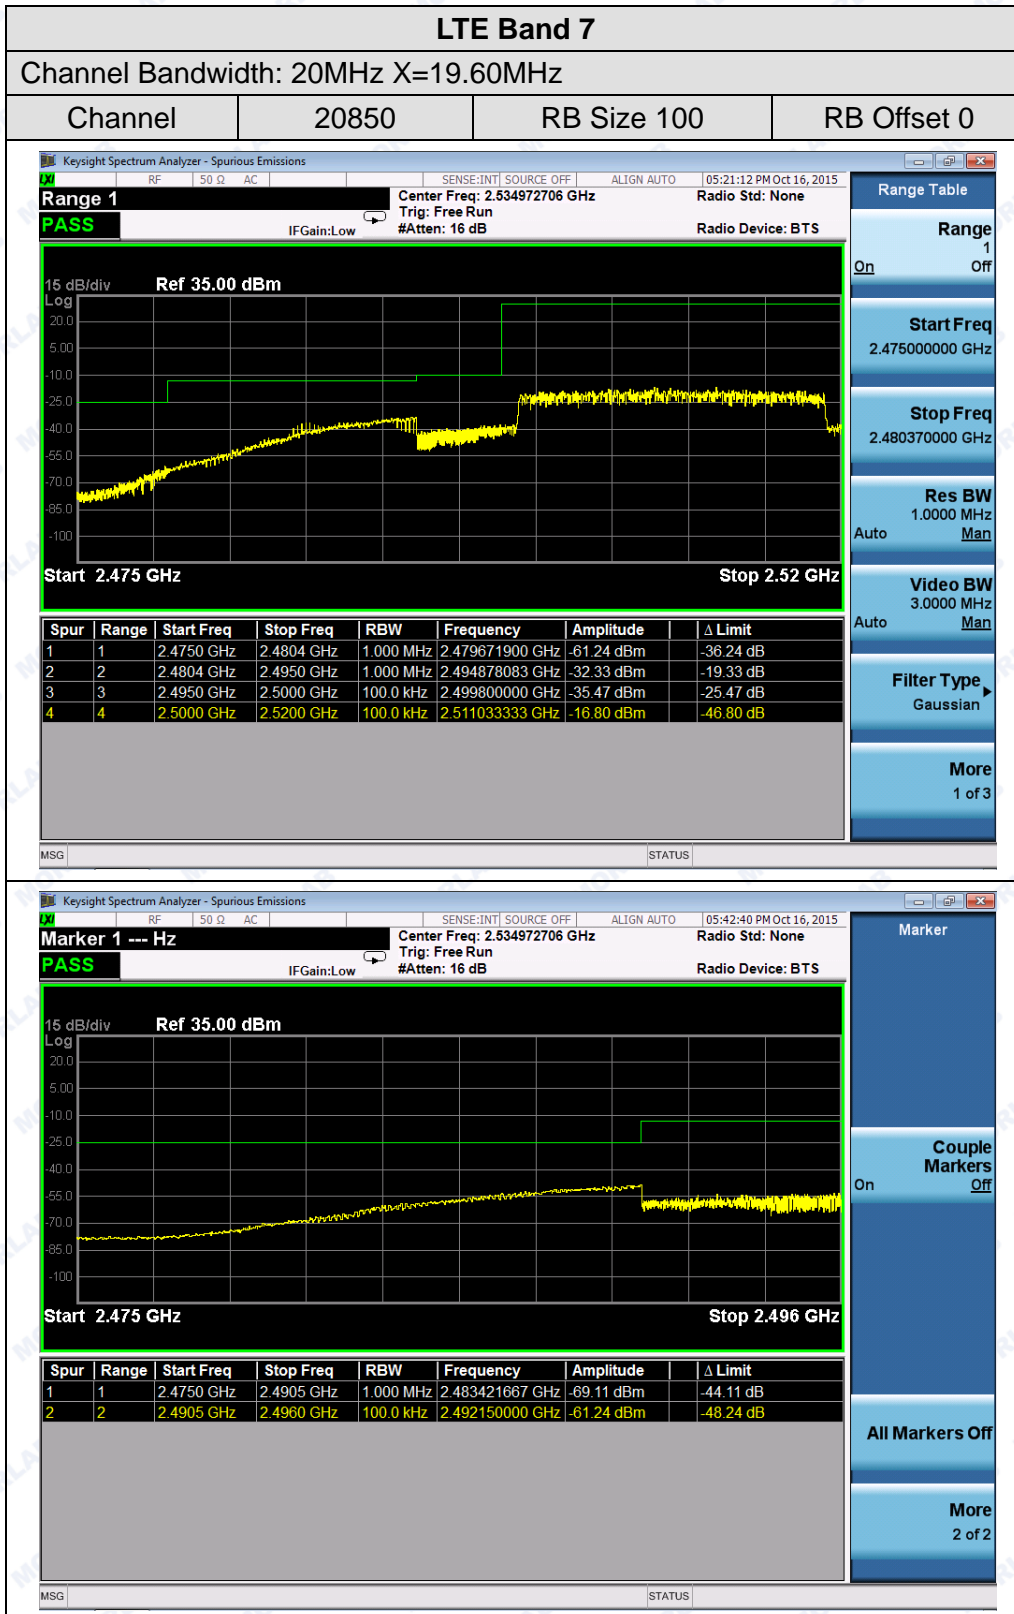 LTE Band 7
Channel Bandwidth: 20MHz X=19.60MHz
Channel 20850 RB Size 100 RB Offset 0
Keysight Spectrum Analyzer - Spurious Emissions
LXI RF 50 Ω AC SENSE:INT SOURCE OFF ALIGN AUTO 05:21:12 PM Oct 16, 2015
Range 1 Center Freq: 2.534972706 GHz Radio Std: None
Trig: Free Run
PASS IFGain:Low #Atten: 16 dB Radio Device: BTS
15 dB/div Ref 35.00 dBm
Log
20.0
5.00
-10.0
-25.0
-40.0
-55.0
-70.0
-85.0
-100
Start 2.475 GHz Stop 2.52 GHz
Spur Range Start Freq Stop Freq RBW Frequency Amplitude Δ Limit
1 1 2.4750 GHz 2.4804 GHz 1.000 MHz 2.479671900 GHz -61.24 dBm -36.24 dB
2 2 2.4804 GHz 2.4950 GHz 1.000 MHz 2.494878083 GHz -32.33 dBm -19.33 dB
3 3 2.4950 GHz 2.5000 GHz 100.0 kHz 2.499800000 GHz -35.47 dBm -25.47 dB
4 4 2.5000 GHz 2.5200 GHz 100.0 kHz 2.511033333 GHz -16.80 dBm -46.80 dB
MSG STATUS
Range Table
Range
1
On Off
Start Freq
2.475000000 GHz
Stop Freq
2.480370000 GHz
Res BW
1.0000 MHz
Auto Man
Video BW
3.0000 MHz
Auto Man
Filter Type
Gaussian
More
1 of 3
Keysight Spectrum Analyzer - Spurious Emissions
LXI RF 50 Ω AC SENSE:INT SOURCE OFF ALIGN AUTO 05:42:40 PM Oct 16, 2015
Marker 1 --- Hz Center Freq: 2.534972706 GHz Radio Std: None
Trig: Free Run
PASS IFGain:Low #Atten: 16 dB Radio Device: BTS
15 dB/div Ref 35.00 dBm
Log
20.0
5.00
-10.0
-25.0
-40.0
-55.0
-70.0
-85.0
-100
Start 2.475 GHz Stop 2.496 GHz
Spur Range Start Freq Stop Freq RBW Frequency Amplitude Δ Limit
1 1 2.4750 GHz 2.4905 GHz 1.000 MHz 2.483421667 GHz -69.11 dBm -44.11 dB
2 2 2.4905 GHz 2.4960 GHz 100.0 kHz 2.492150000 GHz -61.24 dBm -48.24 dB
MSG STATUS
Marker
Couple
Markers
On Off
All Markers Off
More
2 of 2